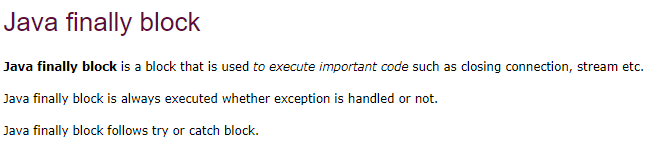 Java finally block
Java finally block is a block that is used to execute important code such as closing connection, stream etc.
Java finally block is always executed whether exception is handled or not.
Java finally block follows try or catch block.